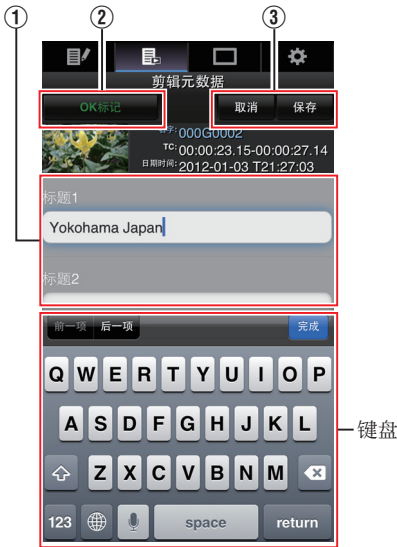 ① ② ③
剪辑元数据
OK标记 取消 保存
名字: 000G0002
TC: 00:00:23.15-00:00:27.14
日期时间: 2012-01-03 T21:27:03
标题1
Yokohama Japan
标题2
前一项 后一项 完成
Q W E R T Y U I O P
A S D F G H J K L
键盘
Z X C V B N M
123 space return